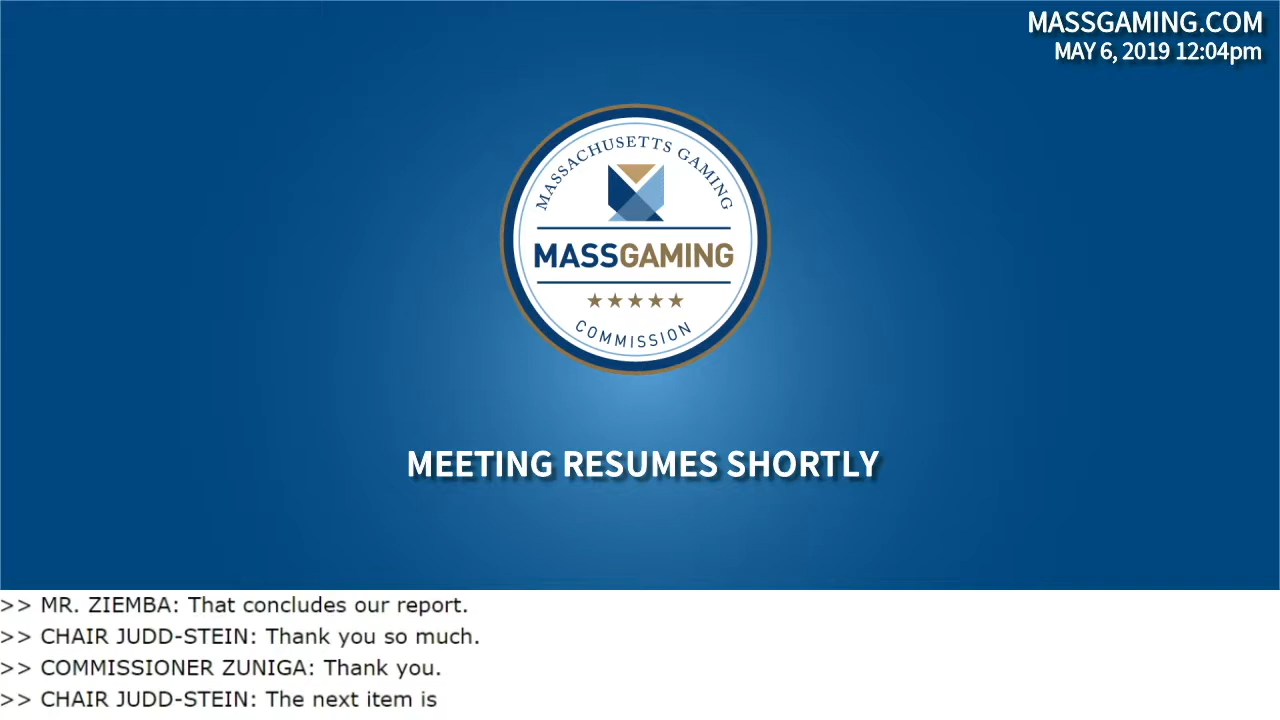 MASSGAMING.COM
MAY 6, 2019 12:04pm
MASSACHUSETTS GAMING
MASSGAMING
COMMISSION
MEETING RESUMES SHORTLY
>> MR. ZIEMBA: That concludes our report.
>> CHAIR JUDD-STEIN: Thank you so much.
>> COMMISSIONER ZUNIGA: Thank you.
>> CHAIR JUDD-STEIN: The next item is